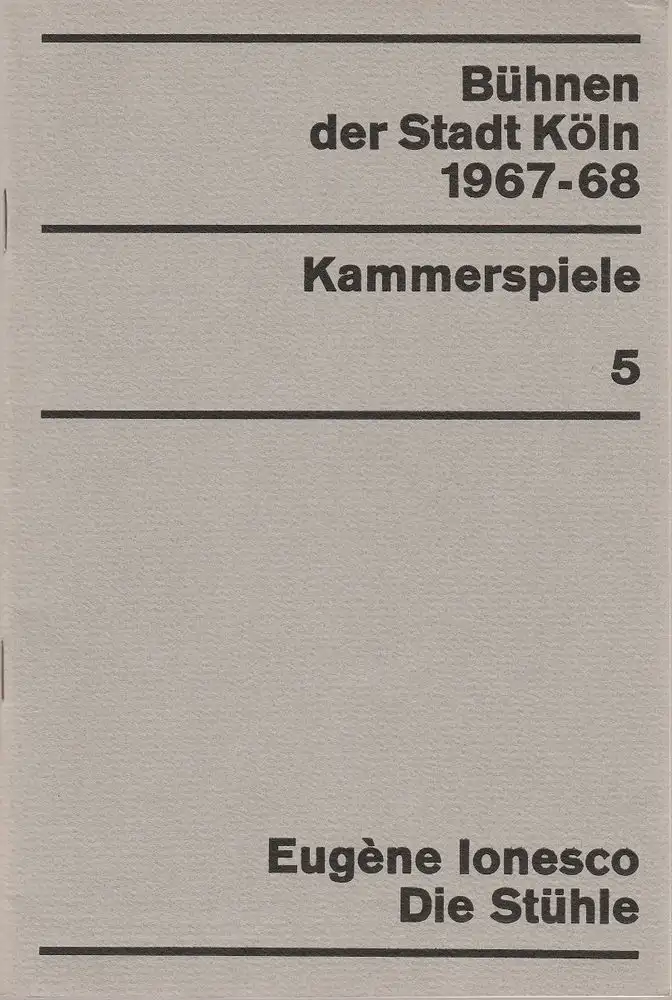 Bühnen
der Stadt Köln
1967-68
Kammerspiele
5
Eugène Ionesco
Die Stühle